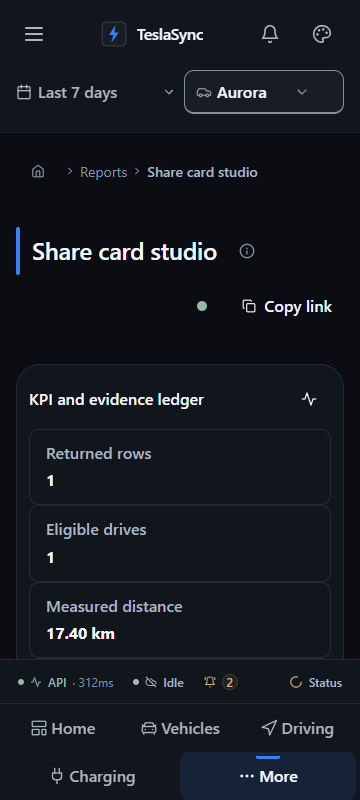 TeslaSync
Last 7 days
Aurora
Reports
Share card studio
Share card studio
Copy link
KPI and evidence ledger
Returned rows
1
Eligible drives
1
Measured distance
17.40 km
API · 312ms
Idle
2
Status
Home
Vehicles
Driving
Charging
More